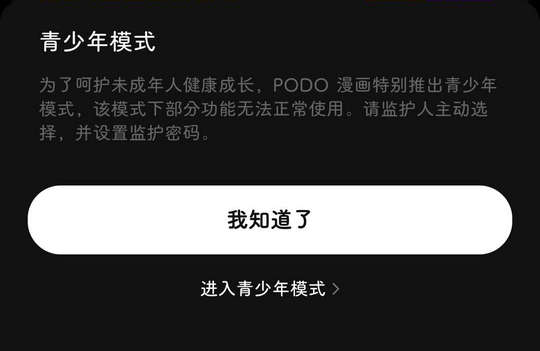 青少年模式
为了呵护未成年人健康成长，PODO 漫画特别推出青少年
模式，该模式下部分功能无法正常使用。请监护人主动选
择，并设置监护密码。
我知道了
进入青少年模式 >